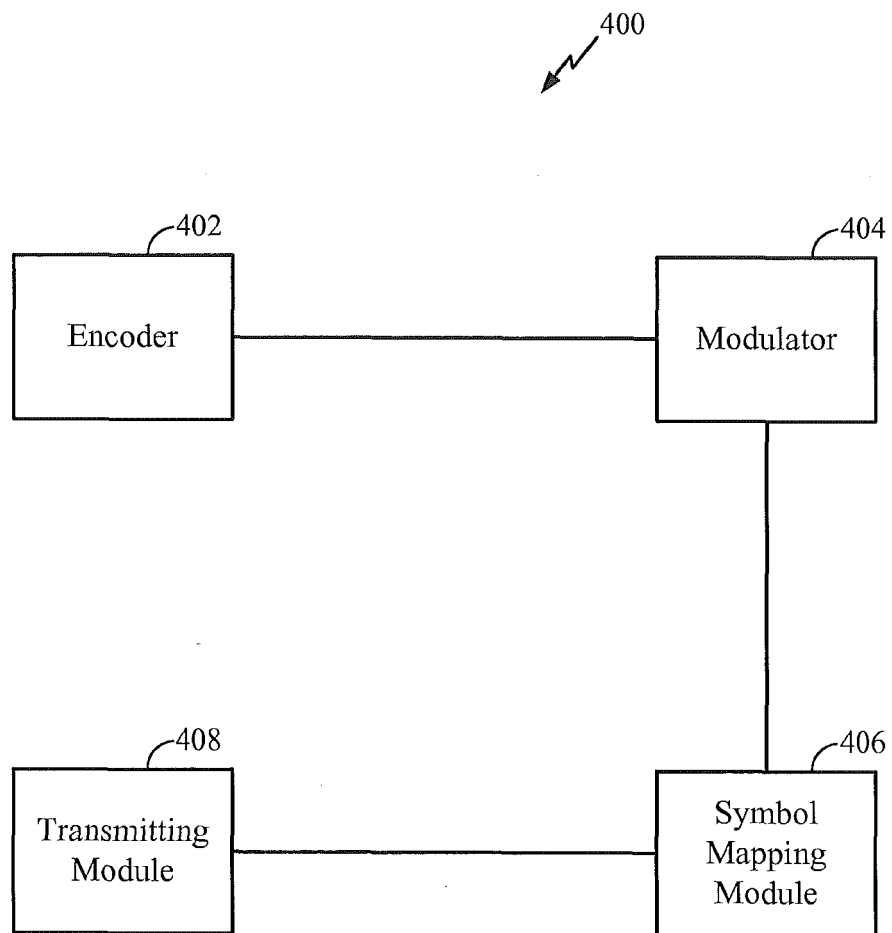 400
402
404
Encoder
Modulator
408
406
Transmitting
Module
Symbol
Mapping
Module